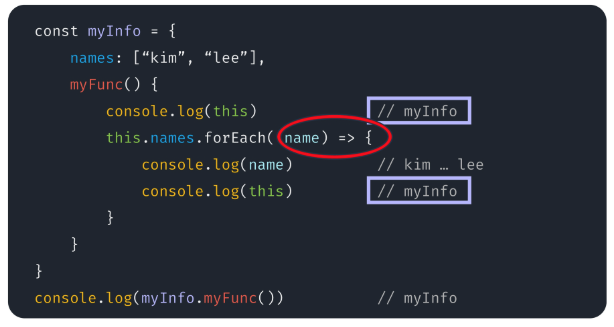 const myInfo = {
names: [“kim”, “lee”],
myFunc() {
console.log(this) // myInfo
this.names.forEach( (name) => {
console.log(name) // kim … lee
console.log(this) // myInfo
}
}
}
console.log(myInfo.myFunc()) // myInfo